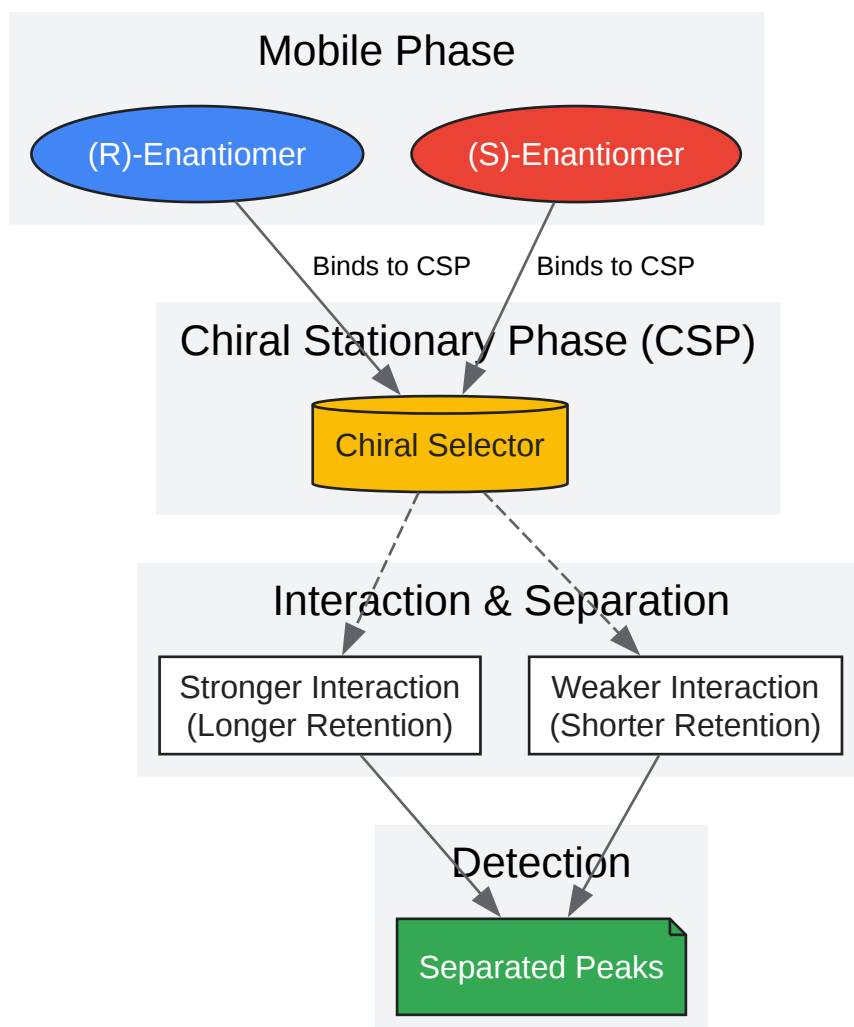 Mobile Phase
(R)-Enantiomer
(S)-Enantiomer
Binds to CSP
Binds to CSP
Chiral Stationary Phase (CSP)
Chiral Selector
Interaction & Separation
Stronger Interaction
(Longer Retention)
Weaker Interaction
(Shorter Retention)
Detection
Separated Peaks